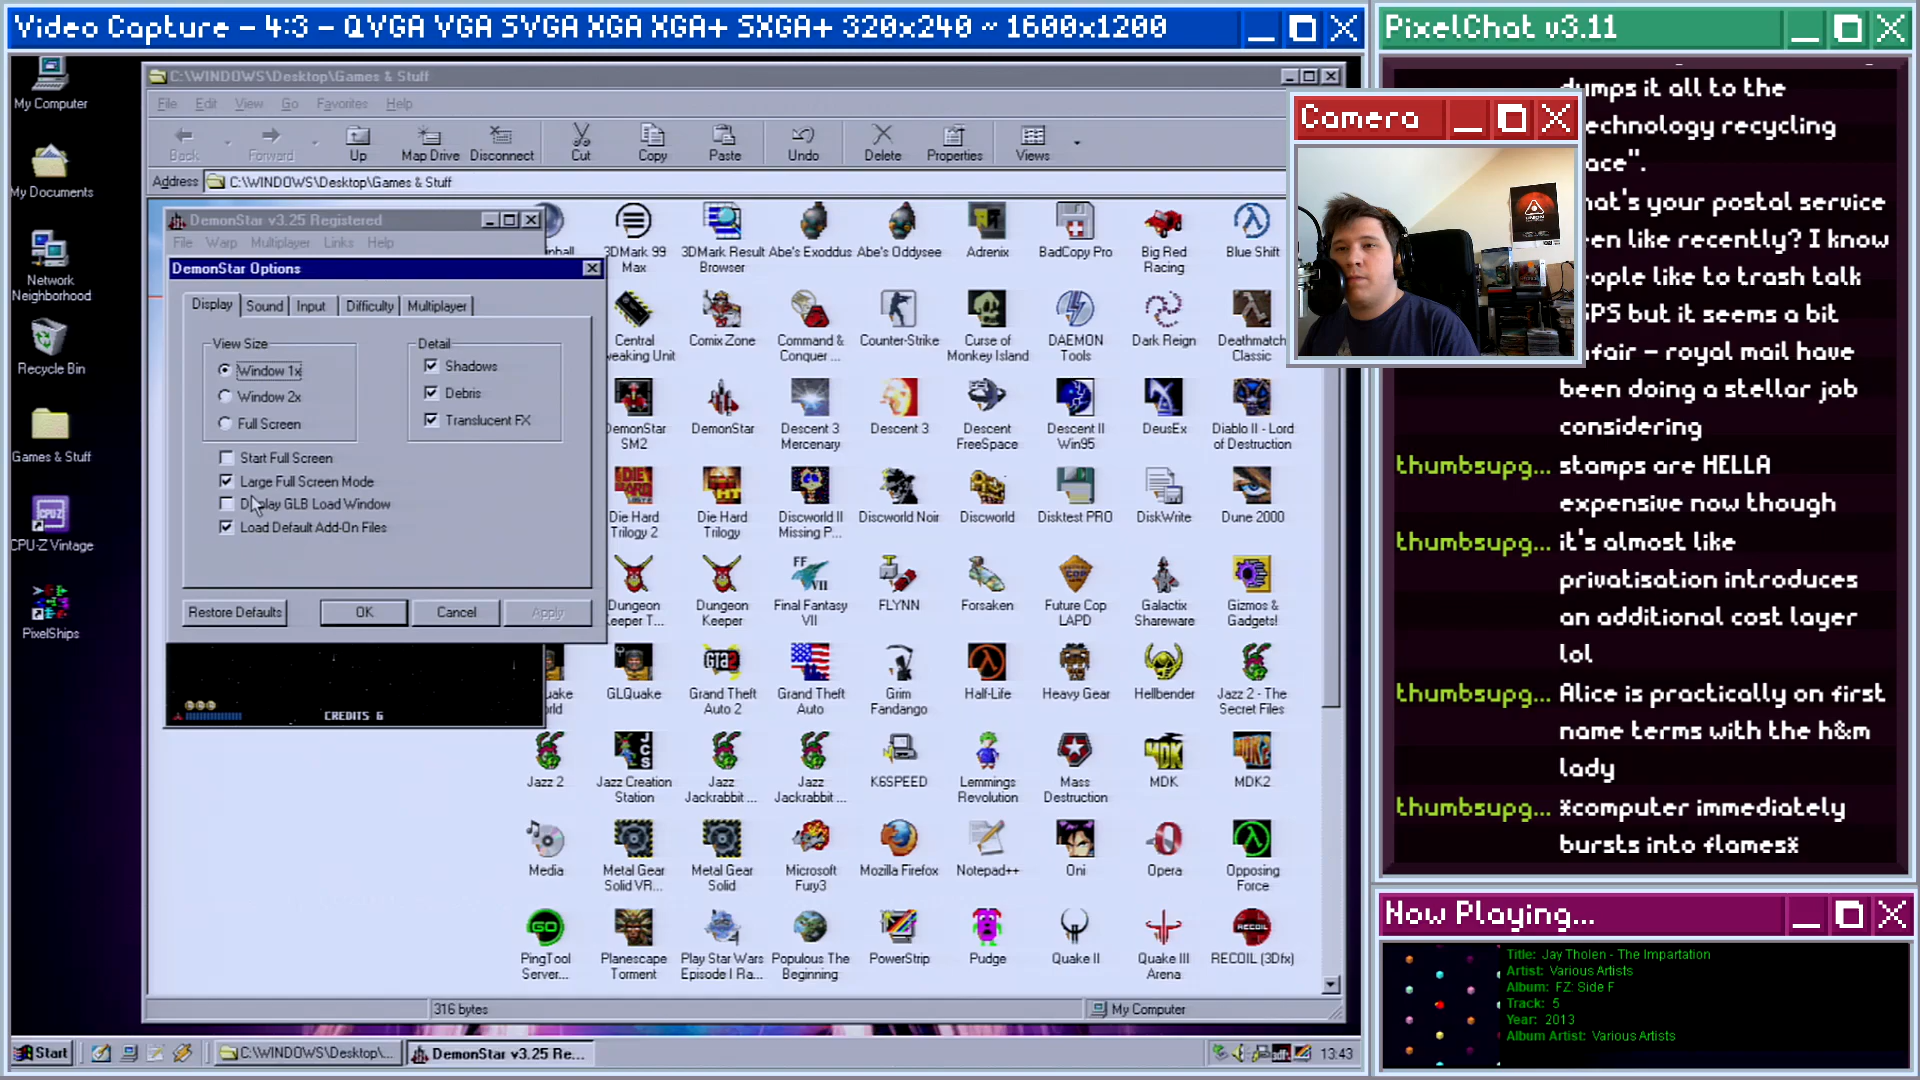 Video Capture – 4:3 – QVGA VGA SVGA XGA XGA+ SXGA+ 320x240 ~ 1600x1200
My Computer
My Documents
Network
Neighborhood
Recycle Bin
Games & Stuff
CPU-Z Vintage
PixelShips
C:\WINDOWS\Desktop\Games & Stuff
File Edit View Go Favorites Help
Back Forward Up Map Drive Disconnect Cut Copy Paste Undo Delete Properties Views
Address C:\WINDOWS\Desktop\Games & Stuff
DemonStar v3.25 Registered
File Warp Multiplayer Links Help
DemonStar Options
Display Sound Input Difficulty Multiplayer
View Size
Window 1x
Window 2x
Full Screen
Detail
Shadows
Debris
Translucent FX
Start Full Screen
Large Full Screen Mode
Display GLB Load Window
Load Default Add-On Files
Restore Defaults OK Cancel Apply
CREDITS 6
3DMark 99
Max
3DMark Result
Browser
Abe's Exoddus
Abe's Oddysee
Adrenix
BadCopy Pro
Big Red
Racing
Blue Shift
Central
Comix Zone
Command &
Conquer ...
Counter-Strike
Curse of
Monkey Island
DAEMON
Tools
Dark Reign
Deathmatch
Classic
DemonStar
SM2
DemonStar
Descent 3
Mercenary
Descent 3
Descent
FreeSpace
Descent II
Win95
DeusEx
Diablo II - Lord
of Destruction
Die Hard
Trilogy 2
Die Hard
Trilogy
Discworld II
Missing P...
Discworld Noir
Discworld
Disktest PRO
DiskWrite
Dune 2000
Dungeon
Keeper T...
Dungeon
Keeper
Final Fantasy
VII
FLYNN
Forsaken
Future Cop
LAPD
Galactix
Shareware
Gizmos &
Gadgets!
GLQuake
Grand Theft
Auto 2
Grand Theft
Auto
Grim
Fandango
Half-Life
Heavy Gear
Hellbender
Jazz 2 - The
Secret Files
Jazz 2
Jazz Creation
Station
Jazz
Jackrabbit ...
Jazz
Jackrabbit ...
K6SPEED
Lemmings
Revolution
Mass
Destruction
MDK
MDK2
Media
Metal Gear
Solid VR...
Metal Gear
Solid
Microsoft
Fury3
Mozilla Firefox
Notepad++
Oni
Opera
Opposing
Force
PingTool
Server...
Planescape
Torment
Play Star Wars
Episode I Ra...
Populous The
Beginning
PowerStrip
Pudge
Quake II
Quake III
Arena
RECOIL (3Dfx)
316 bytes
My Computer
Start C:\WINDOWS\Desktop\... DemonStar v3.25 Re... 13:43
Camera
PixelChat v3.11
dumps it all to the
technology recycling
your postal service
like recently? I know
people like to trash talk
but it seems a bit
– royal mail have
been doing a stellar job
considering
thumbsupg... stamps are HELLA
expensive now though
thumbsupg... it's almost like
privatisation introduces
an additional cost layer
lol
thumbsupg... Alice is practically on first
name terms with the h&m
lady
thumbsupg... *computer immediately
bursts into flames*
Now Playing...
Title: Jay Tholen - The Impartation
Artist: Various Artists
Album: FZ: Side F
Track: 5
Year: 2013
Album Artist: Various Artists